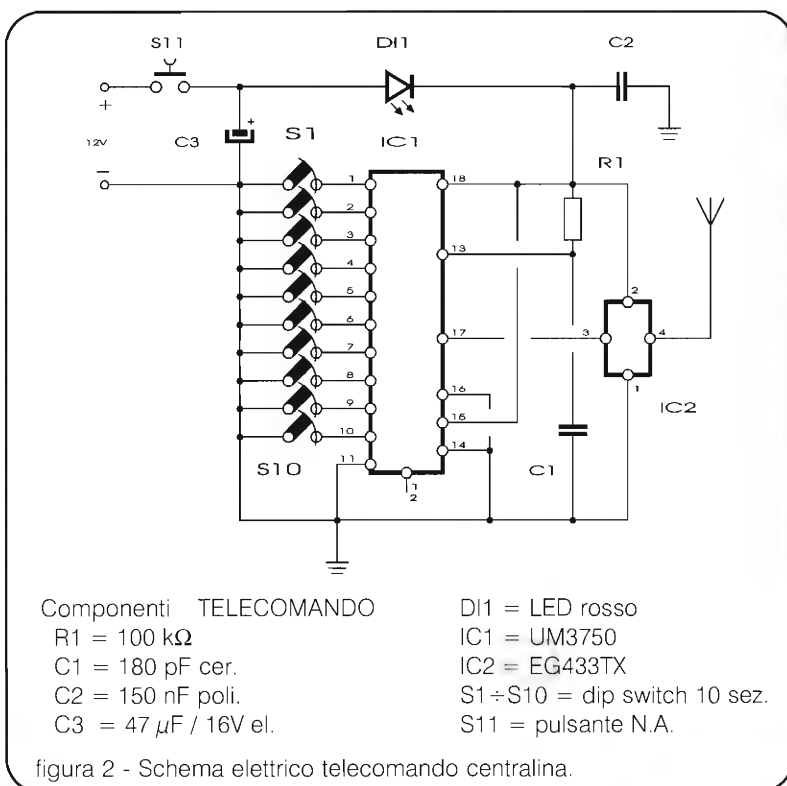 S11
DI1
C2
+
12V
C3
+
S1
IC1
R1
−
1
2
3
4
5
6
7
8
9
10
11
12
18
13
17
16
15
14
2
3
4
1
IC2
S10
C1
Componenti TELECOMANDO
R1 = 100 kΩ
C1 = 180 pF cer.
C2 = 150 nF poli.
C3 = 47 μF / 16V el.
DI1 = LED rosso
IC1 = UM3750
IC2 = EG433TX
S1÷S10 = dip switch 10 sez.
S11 = pulsante N.A.
figura 2 - Schema elettrico telecomando centralina.